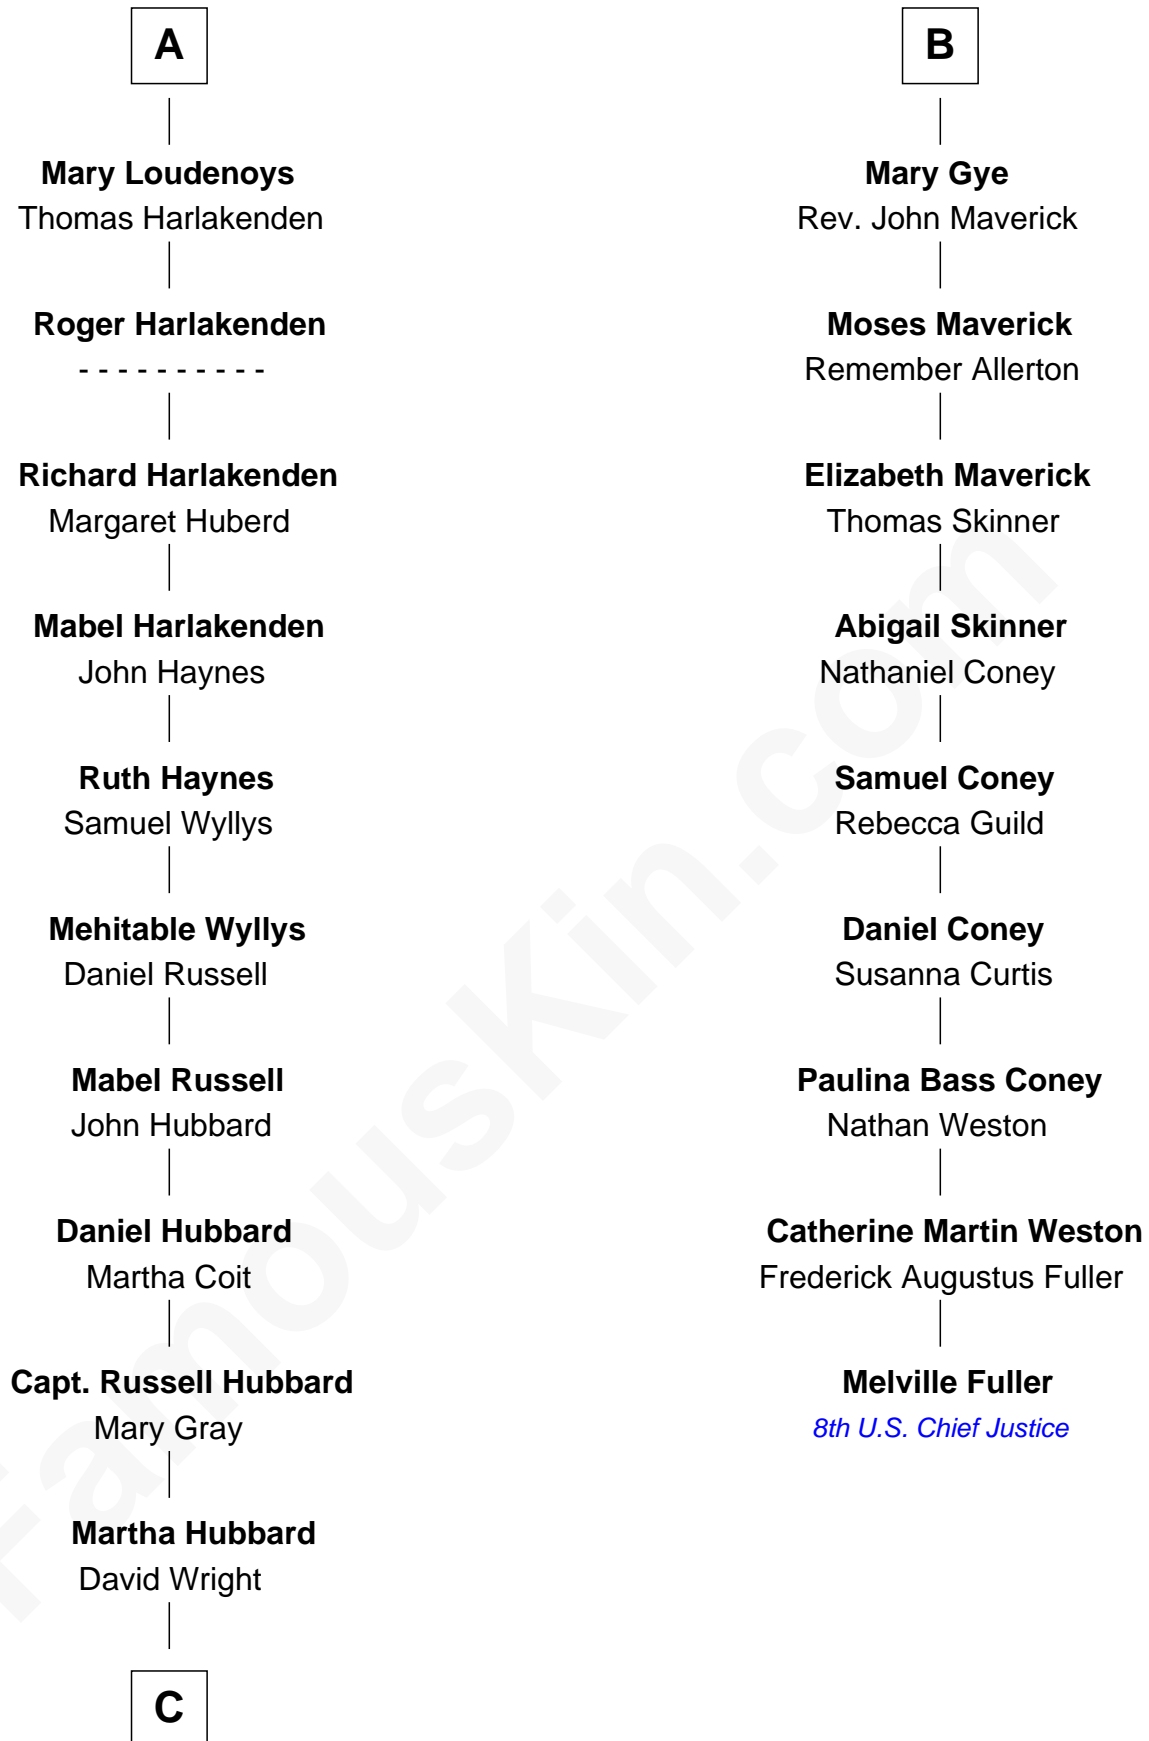 A
Mary Loudenoys
Thomas Harlakenden
Roger Harlakenden
- - - - - - - - - -
Richard Harlakenden
Margaret Huberd
Mabel Harlakenden
John Haynes
Ruth Haynes
Samuel Wyllys
Mehitable Wyllys
Daniel Russell
Mabel Russell
John Hubbard
Daniel Hubbard
Martha Coit
Capt. Russell Hubbard
Mary Gray
Martha Hubbard
David Wright
C
B
Mary Gye
Rev. John Maverick
Moses Maverick
Remember Allerton
Elizabeth Maverick
Thomas Skinner
Abigail Skinner
Nathaniel Coney
Samuel Coney
Rebecca Guild
Daniel Coney
Susanna Curtis
Paulina Bass Coney
Nathan Weston
Catherine Martin Weston
Frederick Augustus Fuller
Melville Fuller
8th U.S. Chief Justice
FamousKin.com